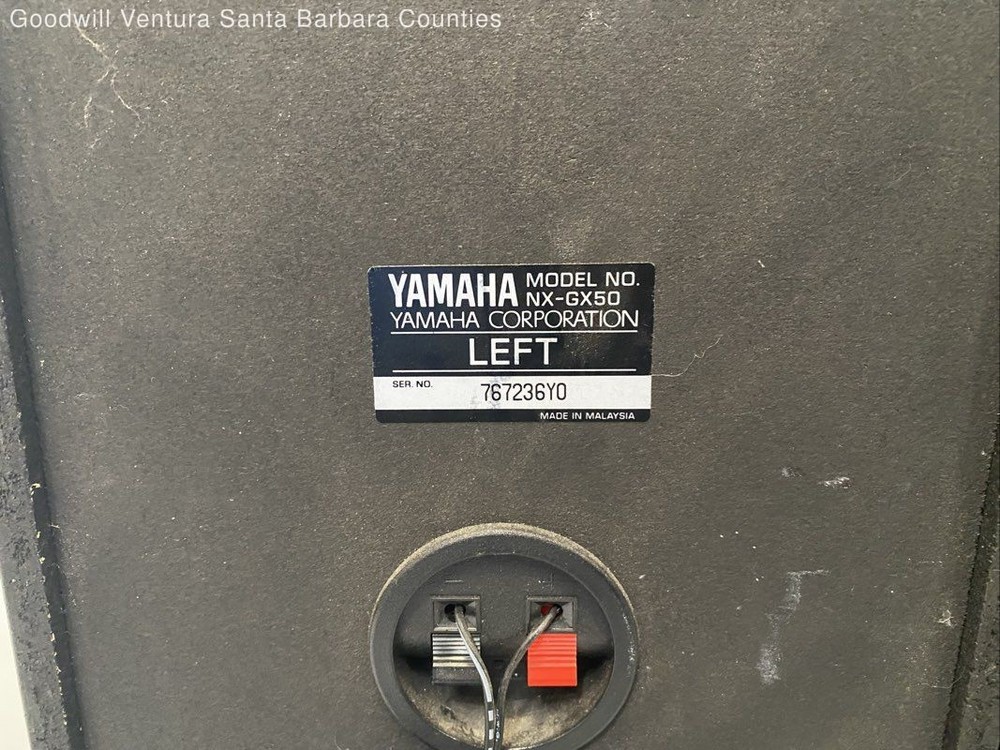 Goodwill Ventura Santa Barbara Counties
YAMAHA MODEL NO.
NX-GX50
YAMAHA CORPORATION
LEFT
SER. NO. 767236Y0
MADE IN MALAYSIA